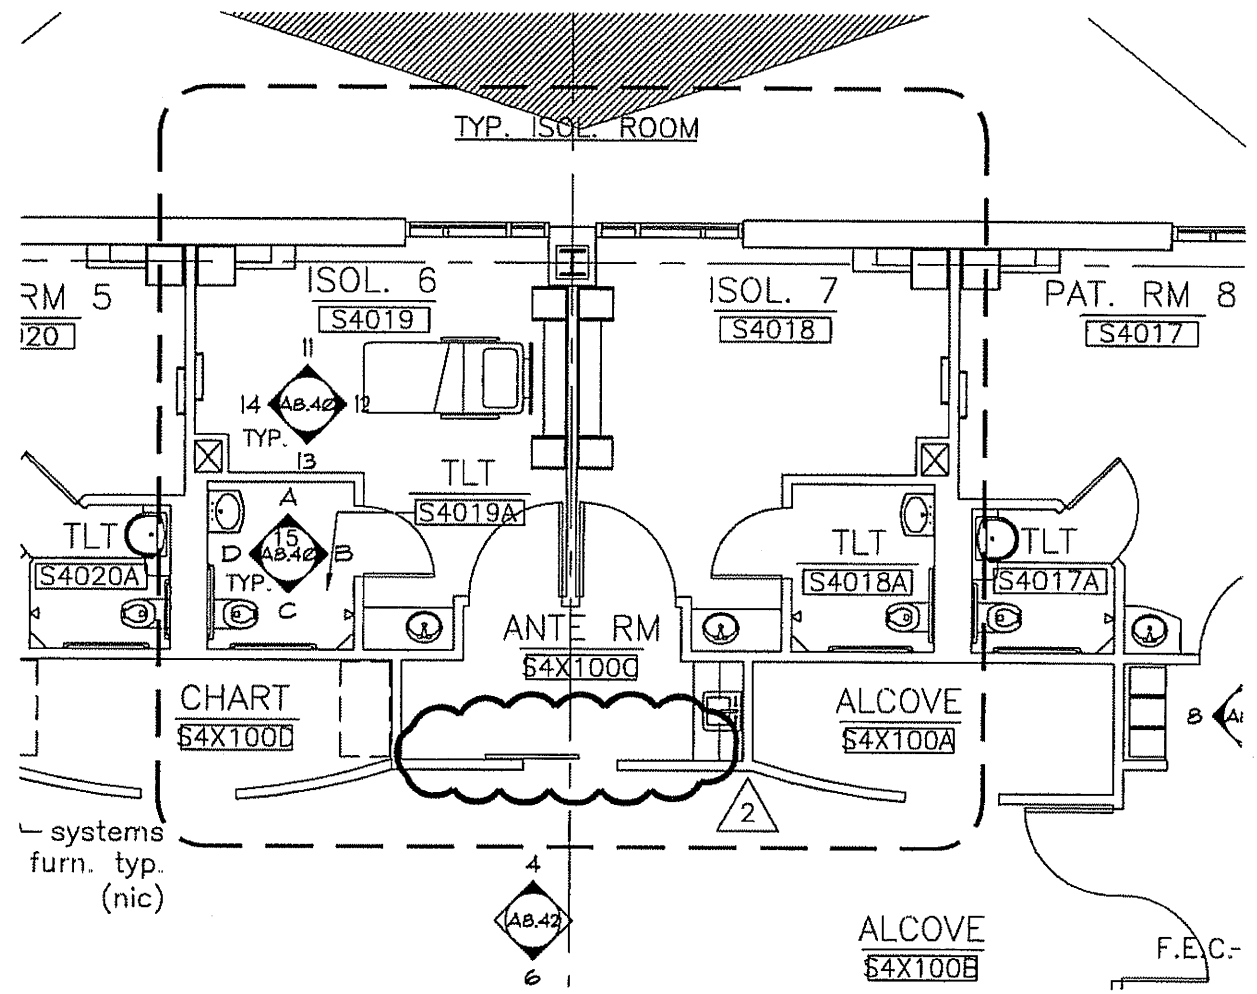 TYP. ISOL. ROOM
RM 5
ISOL. 6
S4019
ISOL. 7
S4018
PAT. RM 8
S4017
11
14
A8.40
12
TYP.
13
TLT
S4019A
A
15
D
A8.40
B
TYP.
C
TLT
S4020A
TLT
S4018A
TLT
S4017A
ANTE RM
S4X100C
CHART
S4X100D
ALCOVE
S4X100A
8
2
systems
furn. typ.
(nic)
4
A8.42
6
ALCOVE
S4X100B
F.E.C.